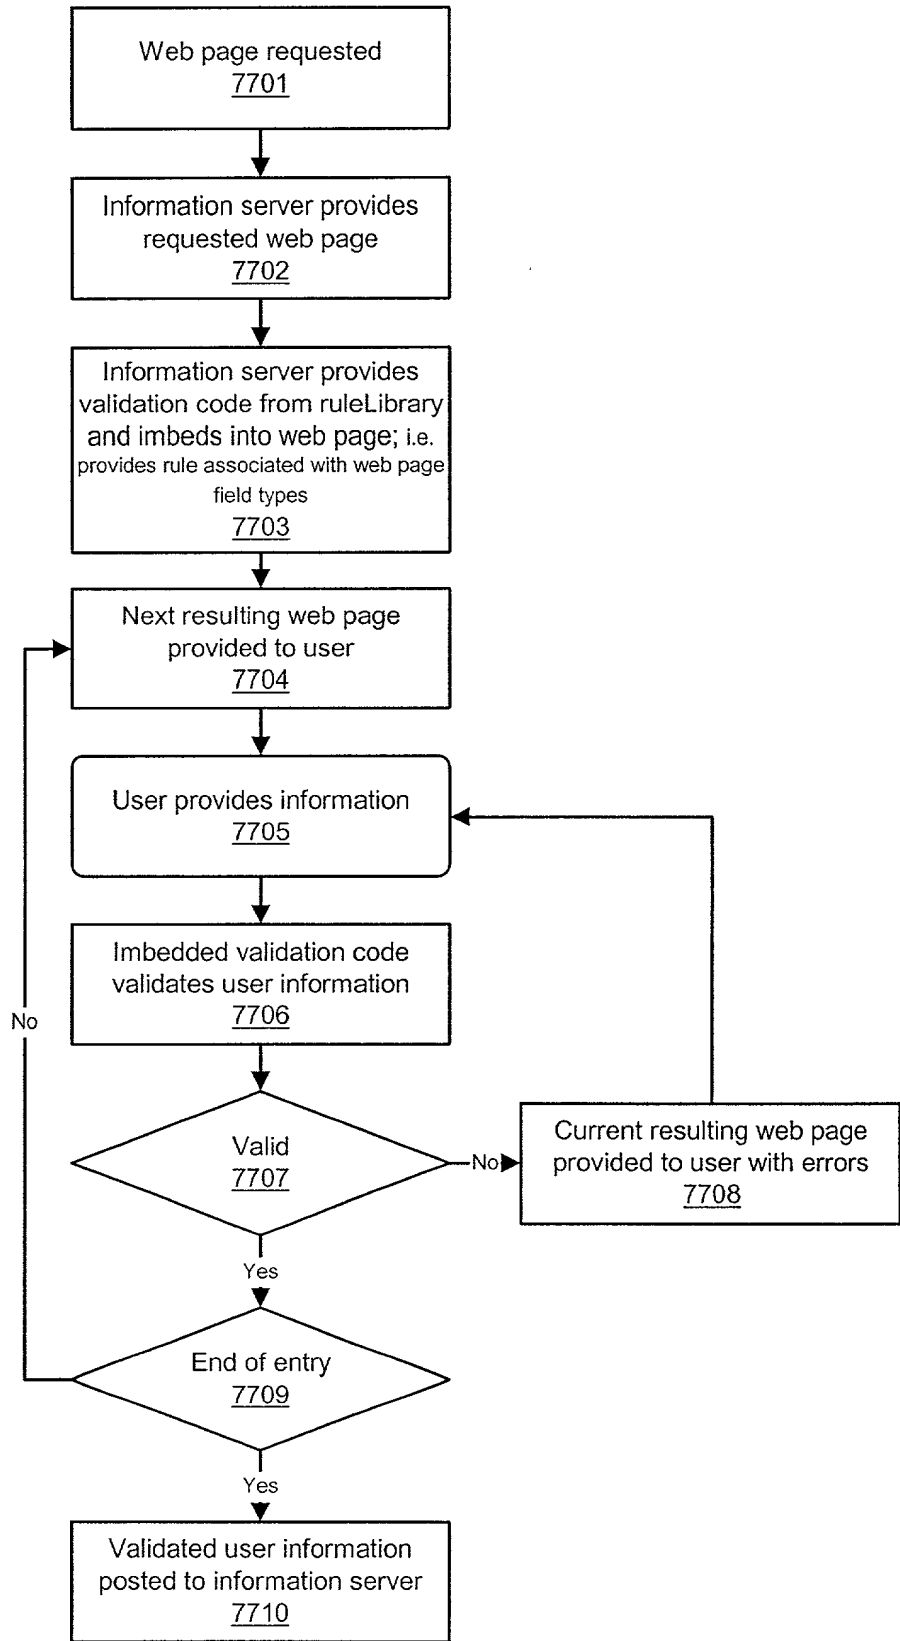 Web page requested
7701
Information server provides
requested web page
7702
Information server provides
validation code from ruleLibrary
and imbeds into web page; i.e.
provides rule associated with web page
field types
7703
Next resulting web page
provided to user
7704
User provides information
7705
Imbedded validation code
validates user information
7706
No
Valid
7707
No
Current resulting web page
provided to user with errors
7708
Yes
End of entry
7709
Yes
Validated user information
posted to information server
7710